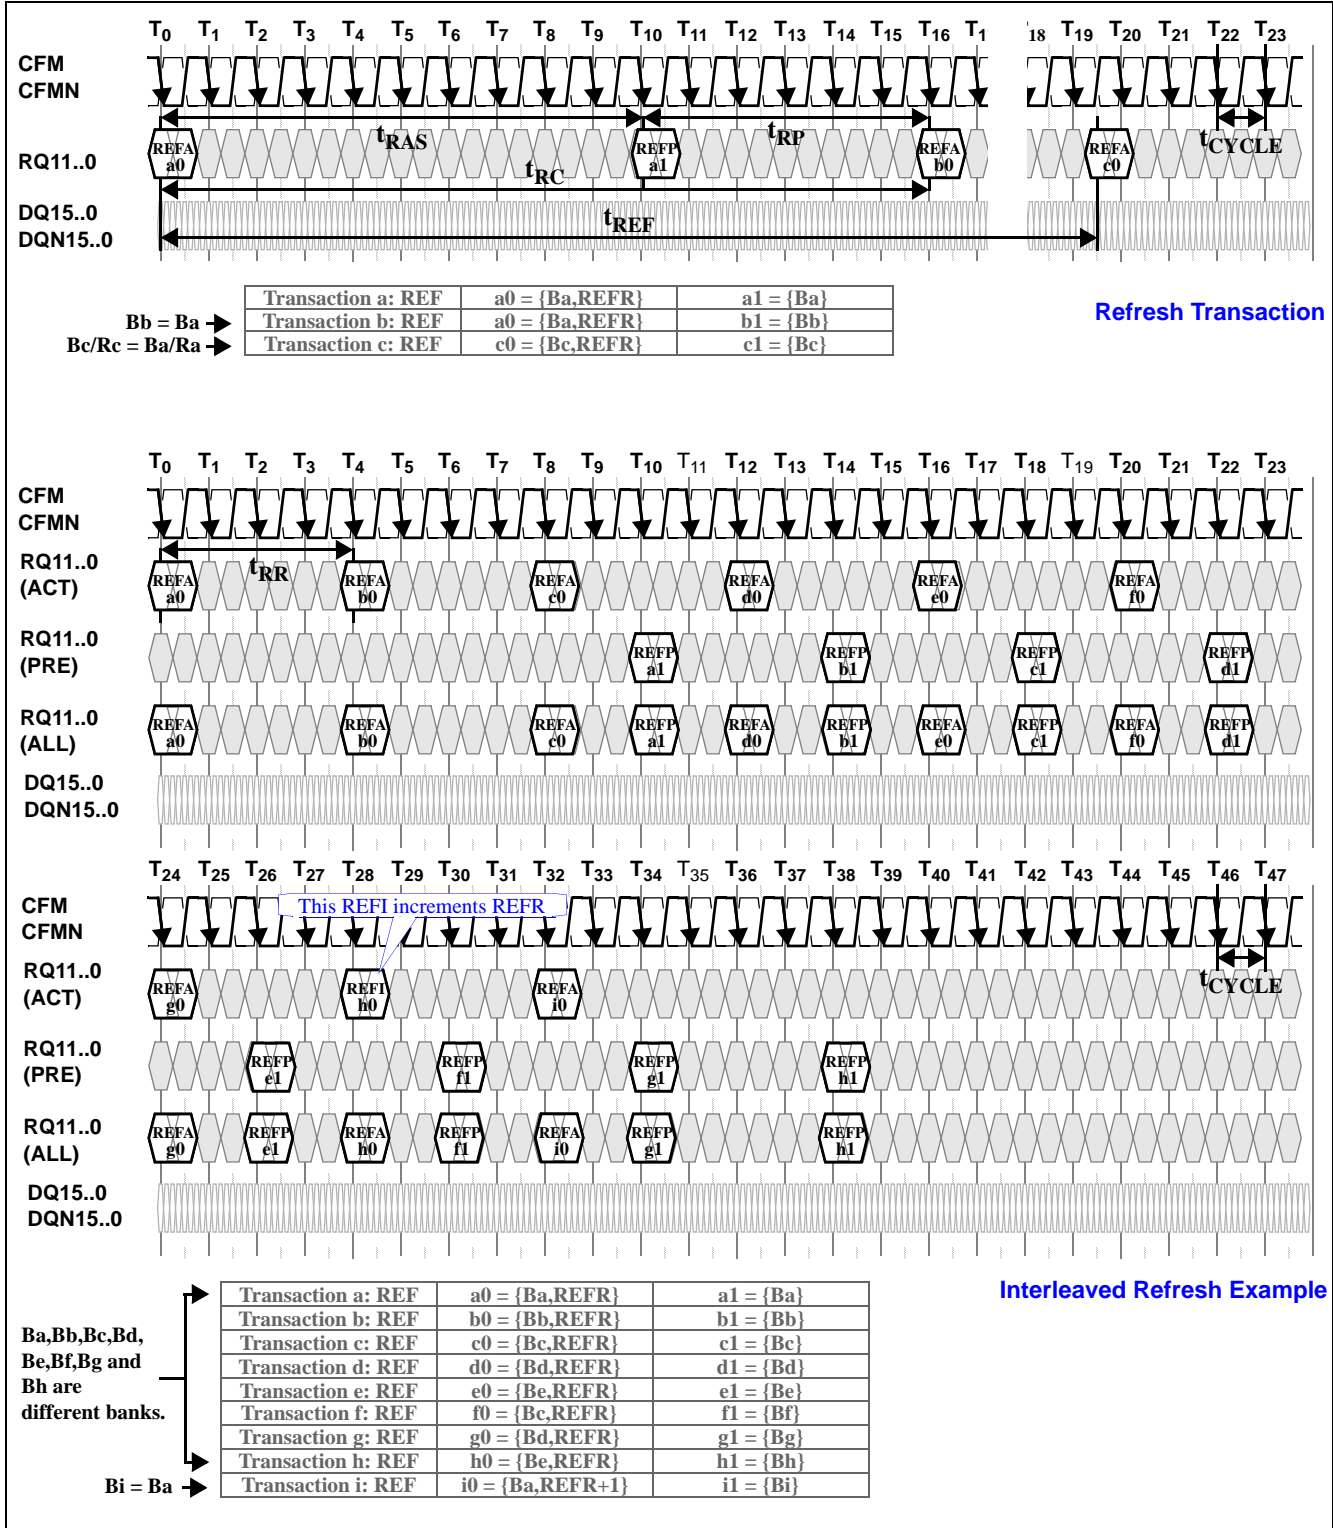 T0 T1 T2 T3 T4 T5 T6 T7 T8 T9 T10 T11 T12 T13 T14 T15 T16 T1 18 T19 T20 T21 T22 T23
CFM
CFMN
tRAS tRP tCYCLE
RQ11..0
REFA a0 REFP a1 REFA b0 REFA c0
tRC
DQ15..0
DQN15..0
tREF
Transaction a: REF a0 = {Ba,REFR} a1 = {Ba}
Bb = Ba Transaction b: REF a0 = {Ba,REFR} b1 = {Bb}
Bc/Rc = Ba/Ra Transaction c: REF c0 = {Bc,REFR} c1 = {Bc}
Refresh Transaction
T0 T1 T2 T3 T4 T5 T6 T7 T8 T9 T10 T11 T12 T13 T14 T15 T16 T17 T18 T19 T20 T21 T22 T23
CFM
CFMN
tRR
RQ11..0
(ACT)
REFA a0 REFA b0 REFA c0 REFA d0 REFA e0 REFA f0
RQ11..0
(PRE)
REFP a1 REFP b1 REFP c1 REFP d1
RQ11..0
(ALL)
REFA a0 REFA b0 REFA c0 REFP a1 REFA d0 REFP b1 REFA e0 REFP c1 REFA f0 REFP d1
DQ15..0
DQN15..0
T24 T25 T26 T27 T28 T29 T30 T31 T32 T33 T34 T35 T36 T37 T38 T39 T40 T41 T42 T43 T44 T45 T46 T47
CFM
CFMN
This REFI increments REFR
RQ11..0
(ACT)
REFA g0 REFI h0 REFA i0
tCYCLE
RQ11..0
(PRE)
REFP e1 REFP f1 REFP g1 REFP h1
RQ11..0
(ALL)
REFA g0 REFP e1 REFA h0 REFP f1 REFA i0 REFP g1 REFP h1
DQ15..0
DQN15..0
Interleaved Refresh Example
Ba,Bb,Bc,Bd,
Be,Bf,Bg and
Bh are
different banks.
Transaction a: REF a0 = {Ba,REFR} a1 = {Ba}
Transaction b: REF b0 = {Bb,REFR} b1 = {Bb}
Transaction c: REF c0 = {Bc,REFR} c1 = {Bc}
Transaction d: REF d0 = {Bd,REFR} d1 = {Bd}
Transaction e: REF e0 = {Be,REFR} e1 = {Be}
Transaction f: REF f0 = {Bc,REFR} f1 = {Bf}
Transaction g: REF g0 = {Bd,REFR} g1 = {Bg}
Transaction h: REF h0 = {Be,REFR} h1 = {Bh}
Bi = Ba Transaction i: REF i0 = {Ba,REFR+1} i1 = {Bi}